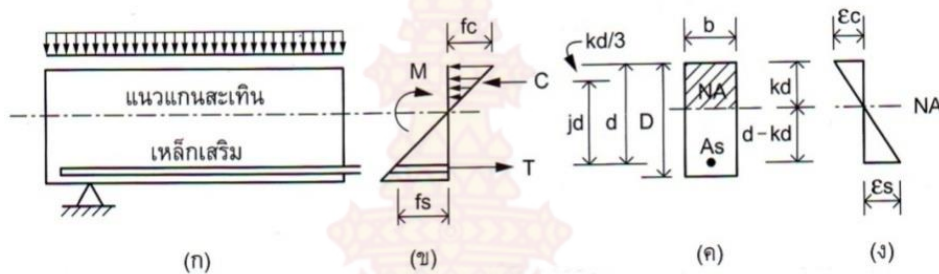 แนวแกนสะเทิน
เหล็กเสริม
(ก)
fc
M
C
T
fs
(ข)
kd/3
b
jd
d
D
NA
As
kd
d-kd
(ค)
εc
NA
εs
(ง)